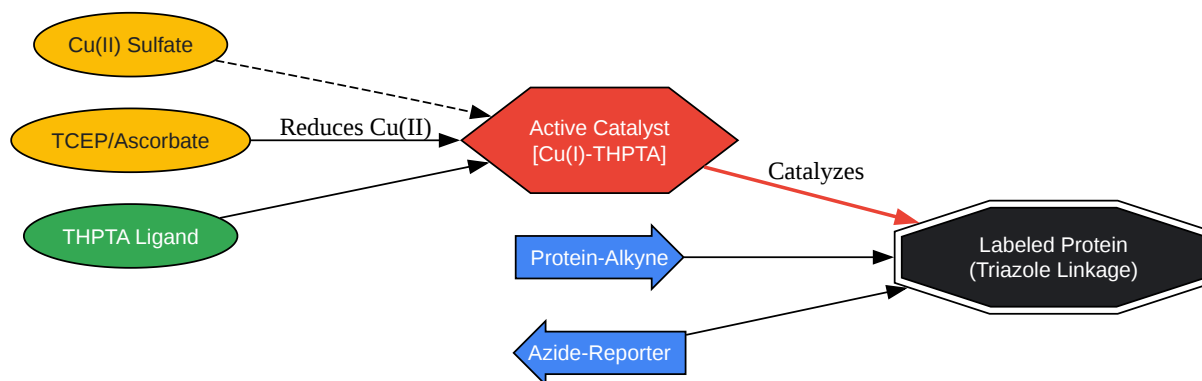 Cu(II) Sulfate
TCEP/Ascorbate
Reduces Cu(II)
THPTA Ligand
Active Catalyst
[Cu(I)-THPTA]
Catalyzes
Protein-Alkyne
Azide-Reporter
Labeled Protein
(Triazole Linkage)